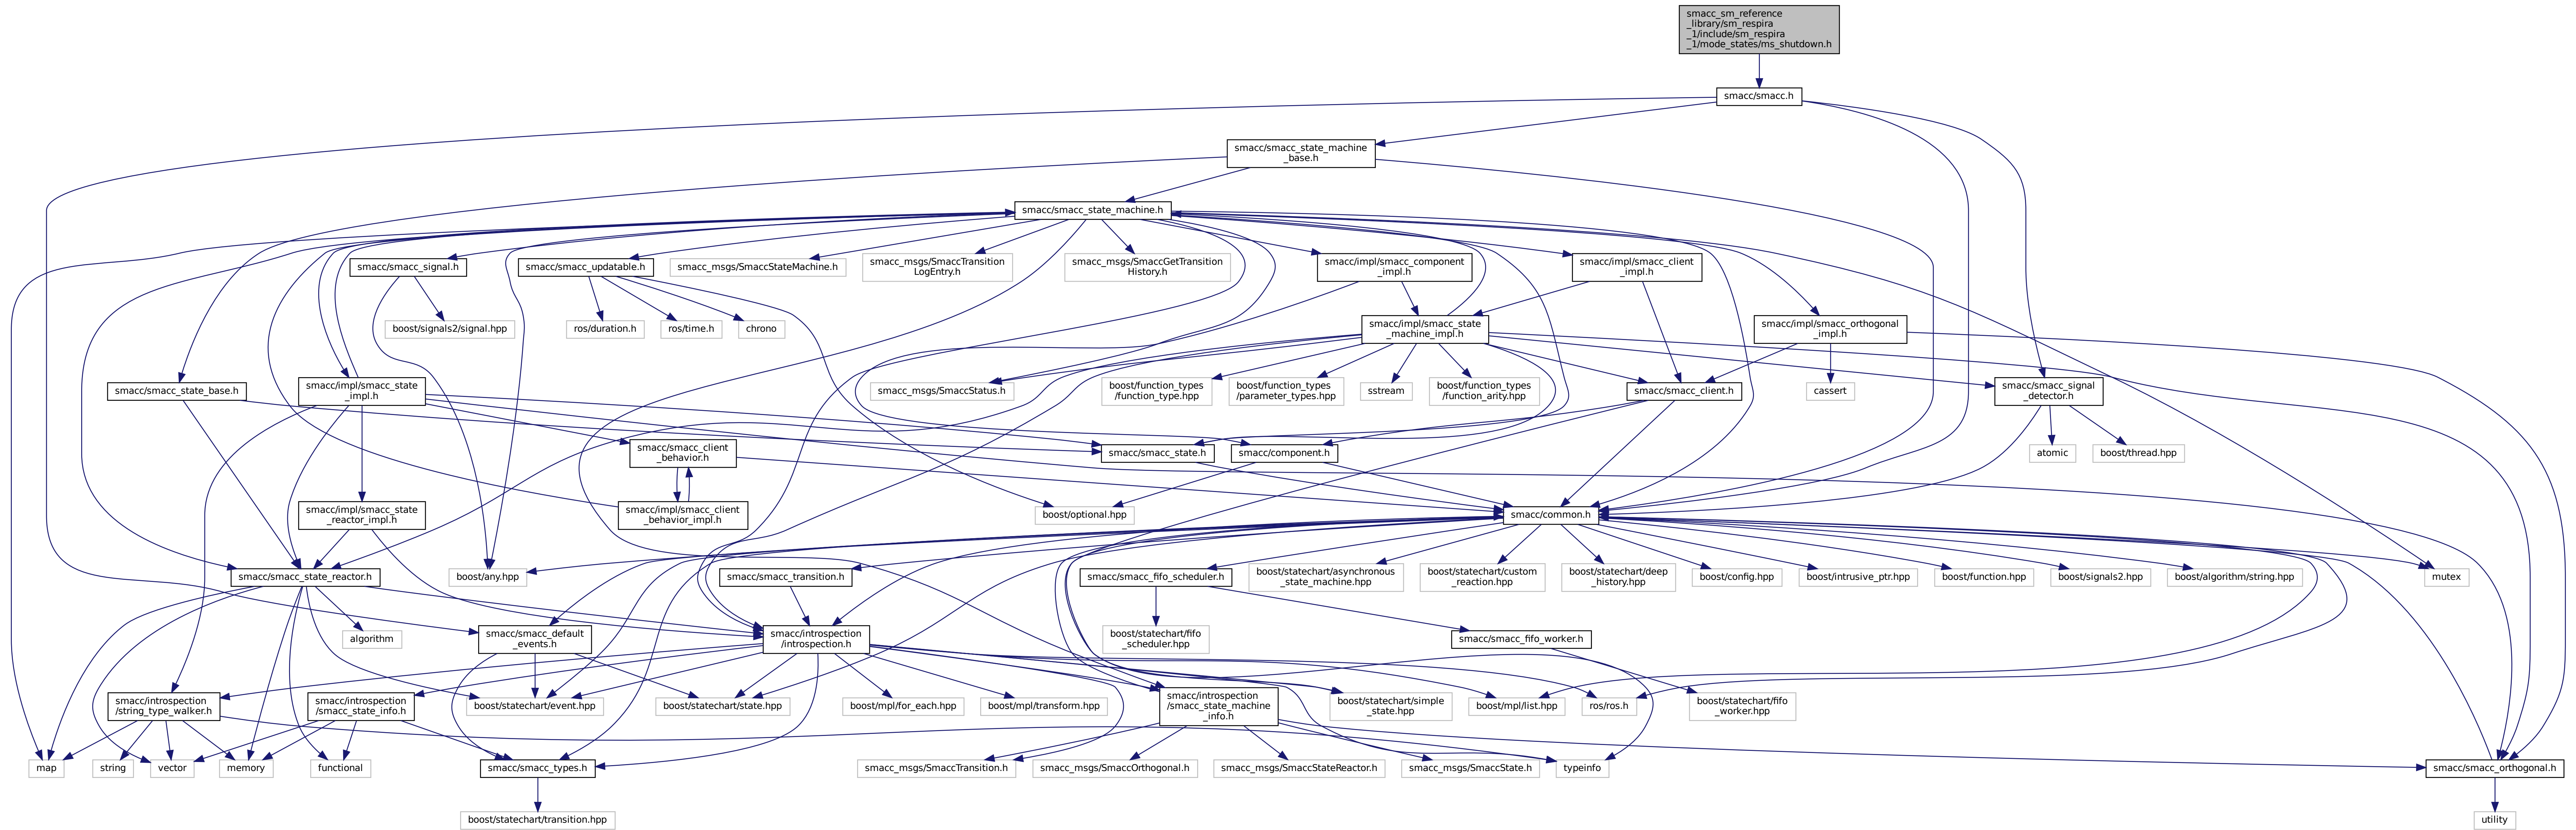 smacc_sm_reference
_library/sm_respira
_1/include/sm_respira
_1/mode_states/ms_shutdown.h
smacc/smacc.h
smacc/smacc_state_machine
_base.h
smacc/smacc_state_machine.h
smacc/smacc_signal.h
smacc/smacc_updatable.h
smacc_msgs/SmaccStateMachine.h
smacc_msgs/SmaccTransition
LogEntry.h
smacc_msgs/SmaccGetTransition
History.h
smacc/impl/smacc_component
_impl.h
smacc/impl/smacc_client
_impl.h
boost/signals2/signal.hpp
ros/duration.h
ros/time.h
chrono
smacc/impl/smacc_state
_machine_impl.h
smacc/impl/smacc_orthogonal
_impl.h
smacc/smacc_state_base.h
smacc/impl/smacc_state
_impl.h
smacc_msgs/SmaccStatus.h
boost/function_types
/function_type.hpp
boost/function_types
/parameter_types.hpp
sstream
boost/function_types
/function_arity.hpp
smacc/smacc_client.h
cassert
smacc/smacc_signal
_detector.h
smacc/smacc_client
_behavior.h
smacc/smacc_state.h
smacc/component.h
atomic
boost/thread.hpp
smacc/impl/smacc_state
_reactor_impl.h
smacc/impl/smacc_client
_behavior_impl.h
boost/optional.hpp
smacc/common.h
smacc/smacc_state_reactor.h
boost/any.hpp
smacc/smacc_transition.h
smacc/smacc_fifo_scheduler.h
boost/statechart/asynchronous
_state_machine.hpp
boost/statechart/custom
_reaction.hpp
boost/statechart/deep
_history.hpp
boost/config.hpp
boost/intrusive_ptr.hpp
boost/function.hpp
boost/signals2.hpp
boost/algorithm/string.hpp
mutex
algorithm
smacc/smacc_default
_events.h
smacc/introspection
/introspection.h
boost/statechart/fifo
_scheduler.hpp
smacc/smacc_fifo_worker.h
smacc/introspection
/string_type_walker.h
smacc/introspection
/smacc_state_info.h
boost/statechart/event.hpp
boost/statechart/state.hpp
boost/mpl/for_each.hpp
boost/mpl/transform.hpp
smacc/introspection
/smacc_state_machine
_info.h
boost/statechart/simple
_state.hpp
boost/mpl/list.hpp
ros/ros.h
boost/statechart/fifo
_worker.hpp
map
string
vector
memory
functional
smacc/smacc_types.h
smacc_msgs/SmaccTransition.h
smacc_msgs/SmaccOrthogonal.h
smacc_msgs/SmaccStateReactor.h
smacc_msgs/SmaccState.h
typeinfo
smacc/smacc_orthogonal.h
boost/statechart/transition.hpp
utility